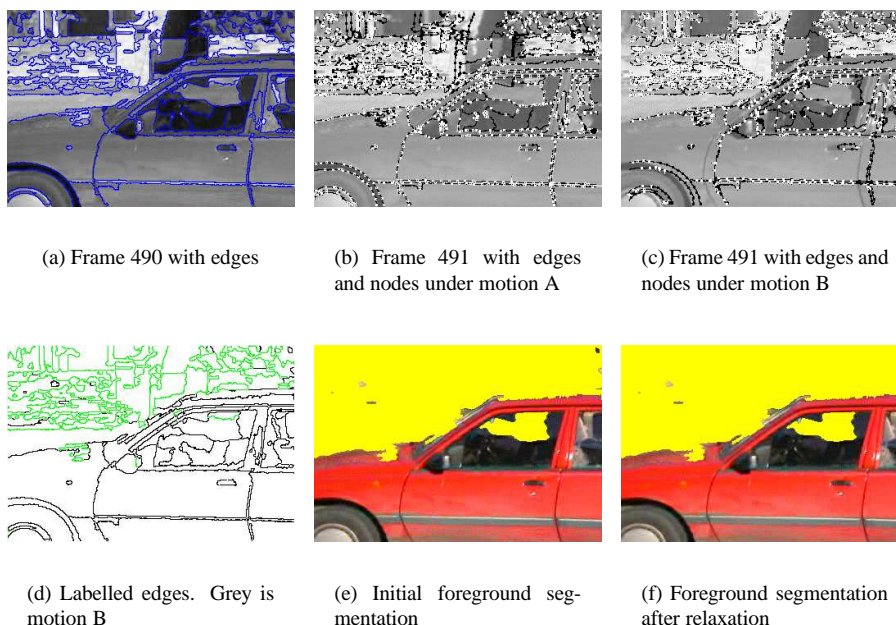 (a) Frame 490 with edges
(b) Frame 491 with edges
and nodes under motion A
(c) Frame 491 with edges and
nodes under motion B
(d) Labelled edges. Grey is
motion B
(e) Initial foreground seg-
mentation
(f) Foreground segmentation
after relaxation